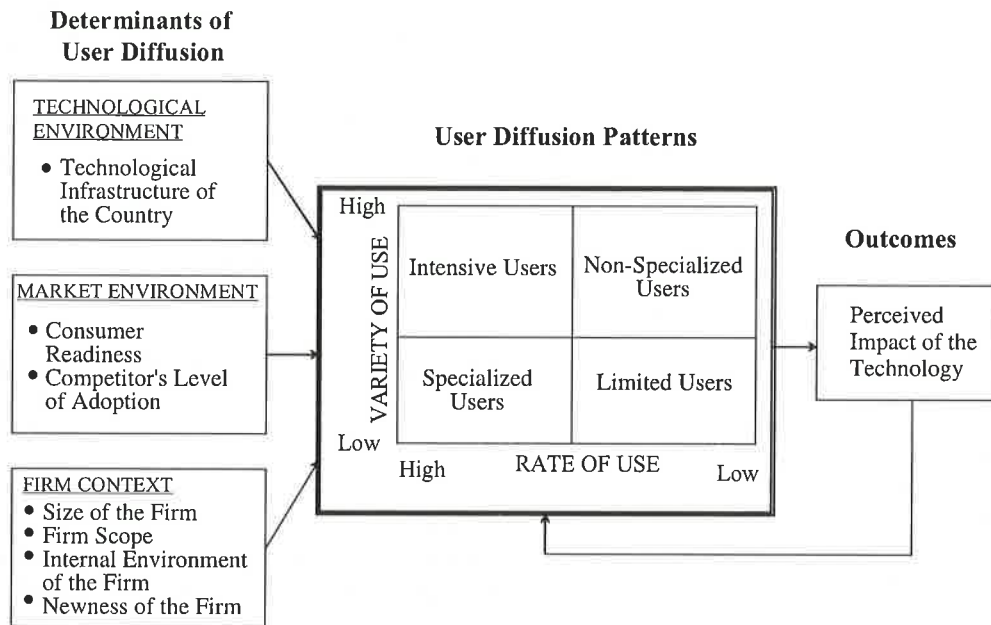 Determinants of
User Diffusion
TECHNOLOGICAL
ENVIRONMENT
• Technological
Infrastructure of
the Country
MARKET ENVIRONMENT
• Consumer
Readiness
• Competitor's Level
of Adoption
FIRM CONTEXT
• Size of the Firm
• Firm Scope
• Internal Environment
of the Firm
• Newness of the Firm
User Diffusion Patterns
High
VARIETY OF USE
Low
Intensive Users
Non-Specialized
Users
Specialized
Users
Limited Users
High
RATE OF USE
Low
Outcomes
Perceived
Impact of the
Technology